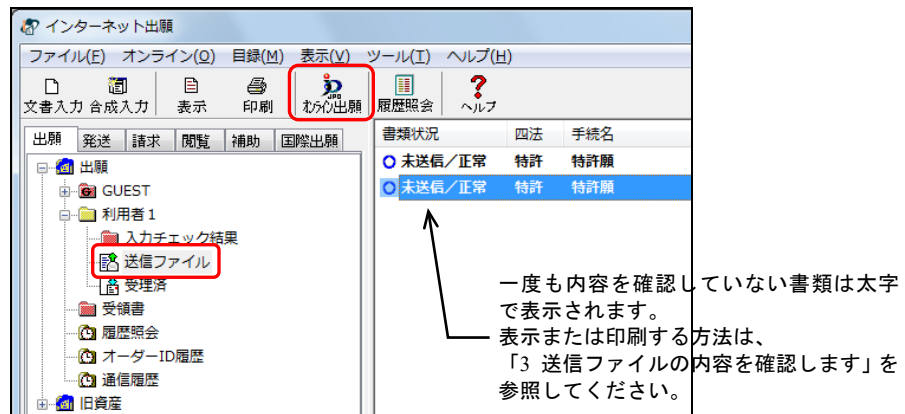 インターネット出願
ファイル(F) オンライン(O) 目録(M) 表示(V) ツール(T) ヘルプ(H)
文書入力 合成入力 表示 印刷 ｵﾝﾗｲﾝ出願 履歴照会 ヘルプ
出願 発送 請求 閲覧 補助 国際出願
書類状況 四法 手続名
出願
未送信／正常 特許 特許願
GUEST
未送信／正常 特許 特許願
利用者１
入力チェック結果
送信ファイル
受理済
受領書
履歴照会
オーダーID履歴
通信履歴
旧資産
一度も内容を確認していない書類は太字
で表示されます。
表示または印刷する方法は、
「3 送信ファイルの内容を確認します」を
参照してください。